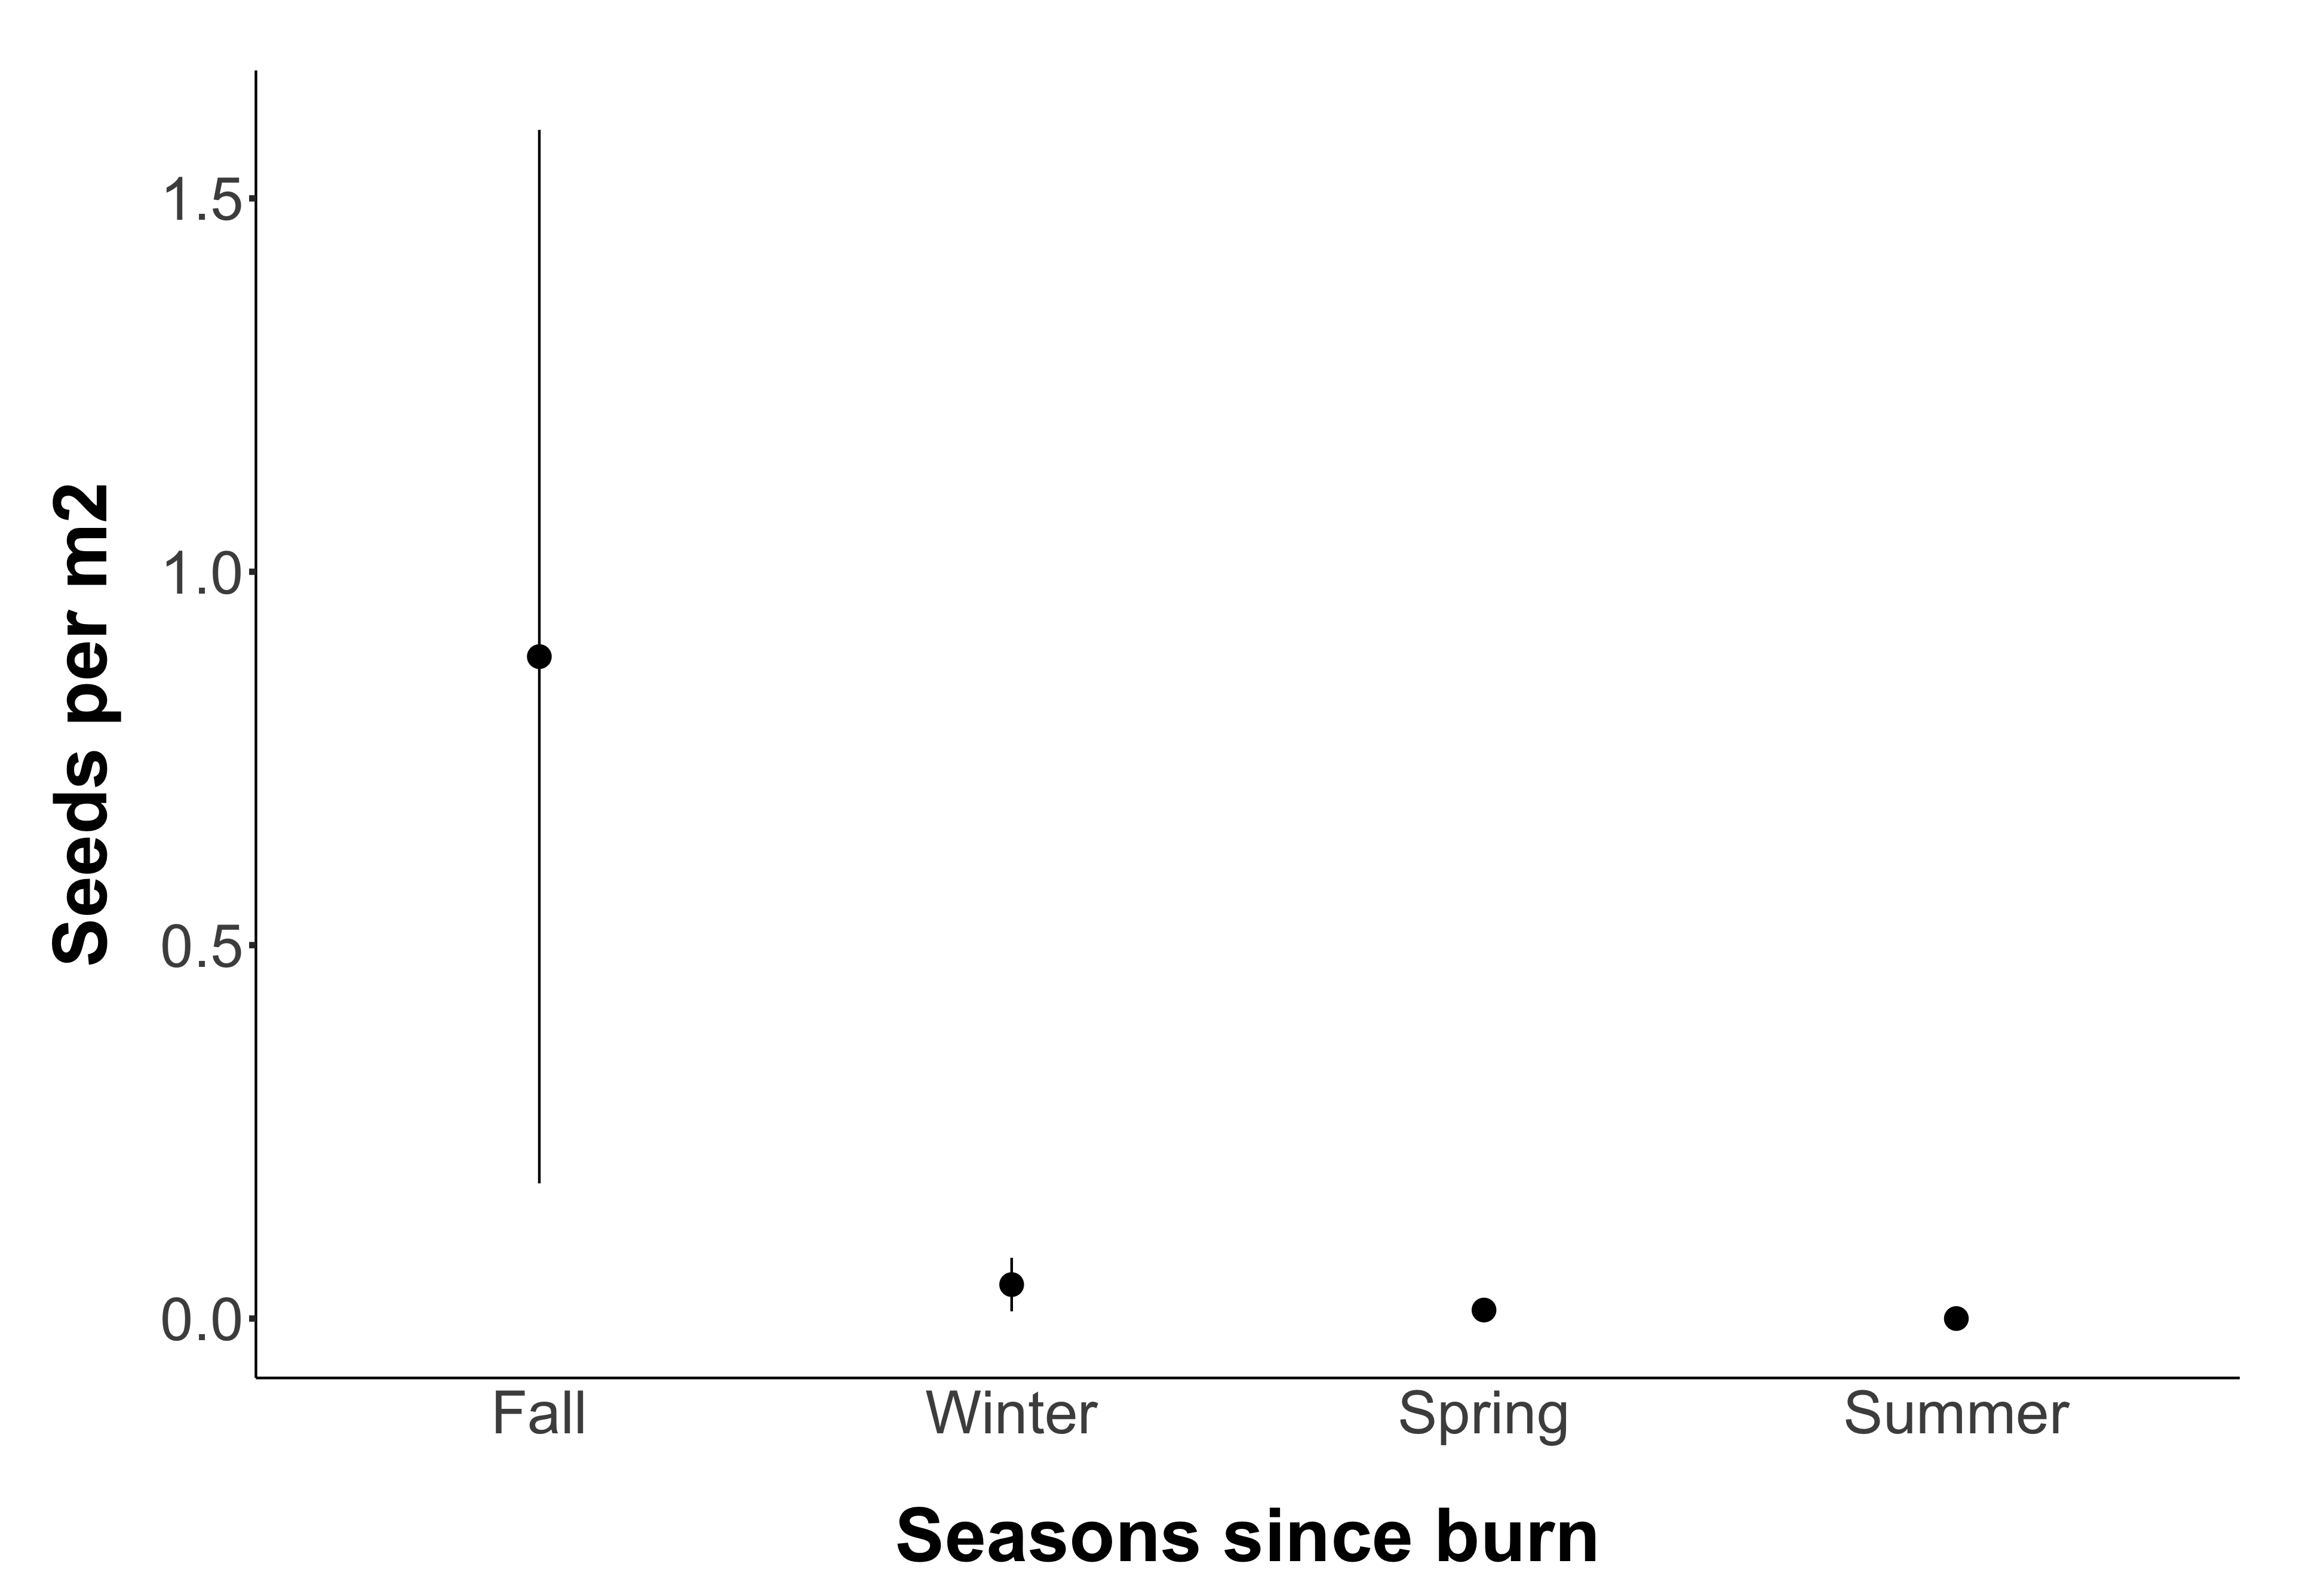 Seeds per m2
1.5
1.0
0.5
0.0
Fall Winter Spring Summer
Seasons since burn